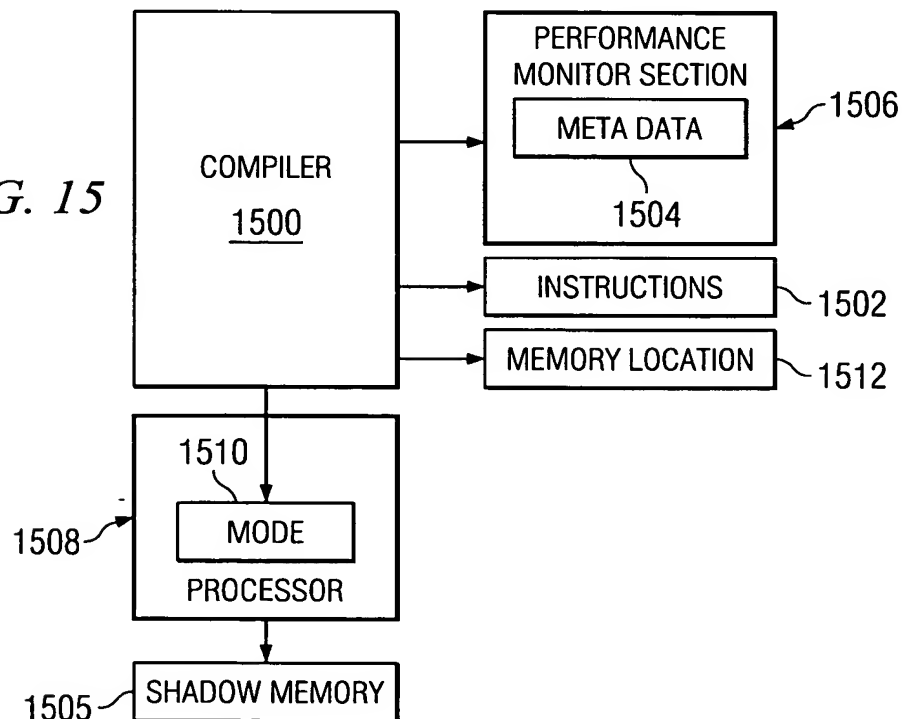 G. 15
COMPILER
1500
PERFORMANCE
MONITOR SECTION
META DATA
1504
1506
INSTRUCTIONS
1502
MEMORY LOCATION
1512
1510
MODE
PROCESSOR
1508
SHADOW MEMORY
1505